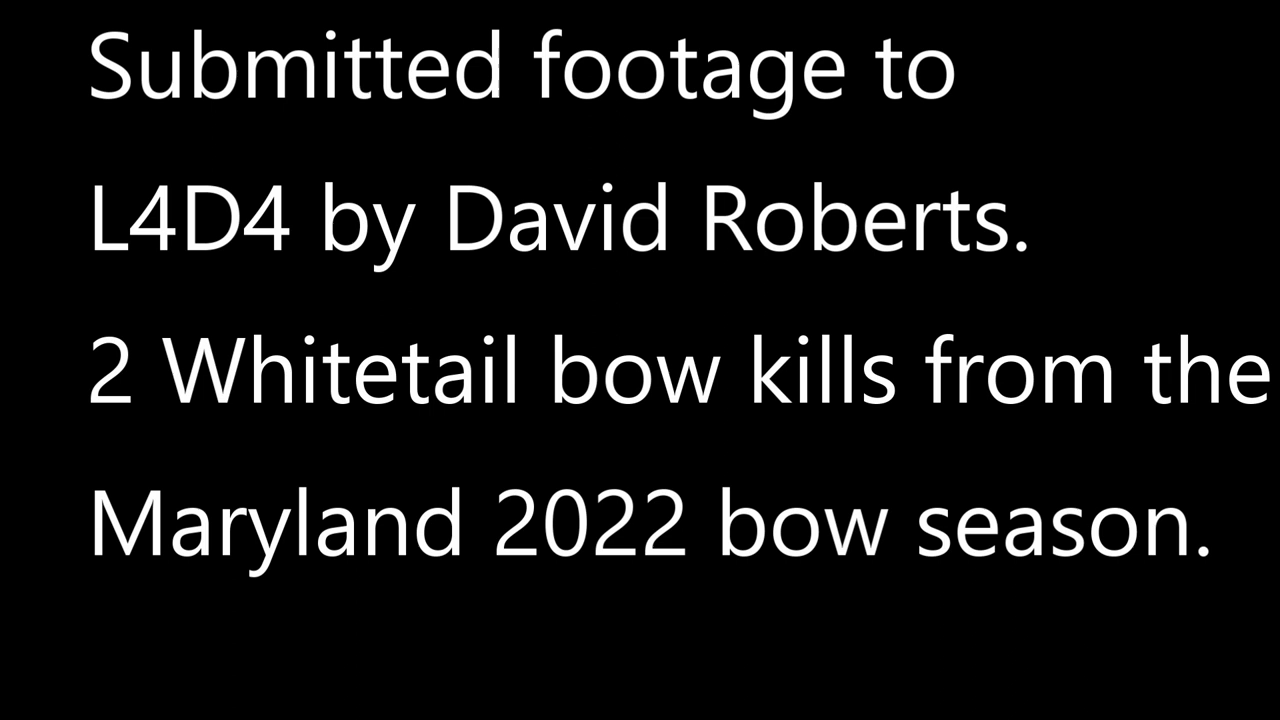 Submitted footage to
L4D4 by David Roberts.
2 Whitetail bow kills from the
Maryland 2022 bow season.